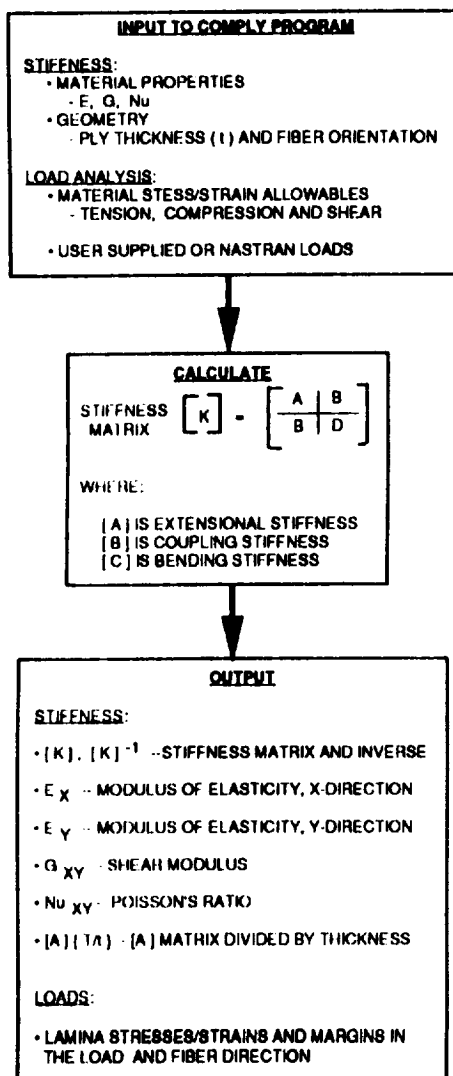 INPUT TO COMPLY PROGRAM
STIFFNESS:
• MATERIAL PROPERTIES
- E, G, Nu
• GEOMETRY
- PLY THICKNESS (t) AND FIBER ORIENTATION
LOAD ANALYSIS:
• MATERIAL STESS/STRAIN ALLOWABLES
- TENSION, COMPRESSION AND SHEAR
• USER SUPPLIED OR NASTRAN LOADS
CALCULATE
STIFFNESS MATRIX [K] = [A B
B D]
WHERE:
[A] IS EXTENSIONAL STIFFNESS
[B] IS COUPLING STIFFNESS
[C] IS BENDING STIFFNESS
OUTPUT
STIFFNESS:
• [K], [K]-1 -- STIFFNESS MATRIX AND INVERSE
• E X -- MODULUS OF ELASTICITY, X-DIRECTION
• E Y -- MODULUS OF ELASTICITY, Y-DIRECTION
• G XY - SHEAR MODULUS
• Nu XY - POISSON'S RATIO
• [A] - [A] MATRIX DIVIDED BY THICKNESS
LOADS:
• LAMINA STRESSES/STRAINS AND MARGINS IN
THE LOAD AND FIBER DIRECTION